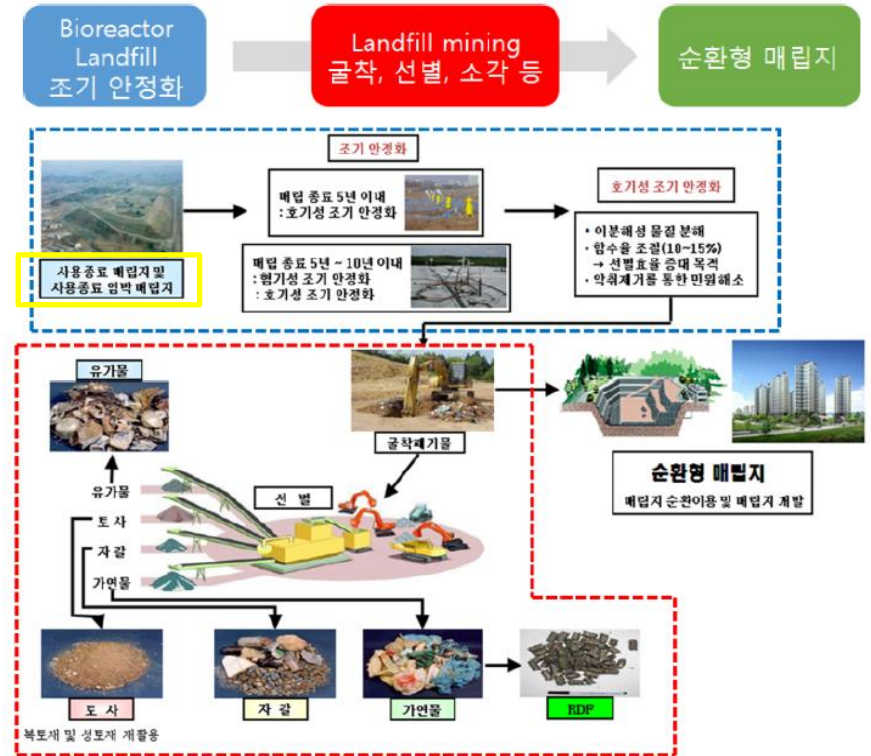 Bioreactor
Landfill
조기 안정화
Landfill mining
굴착, 선별, 소각 등
순환형 매립지
조기 안정화
매립 종료 5년 이내
: 호기성 조기 안정화
매립 종료 5년 ~ 10년 이내
: 혐기성 조기 안정화
: 호기성 조기 안정화
호기성 조기 안정화
• 이분해성 물질 분해
• 함수율 조절(10~15%)
→ 선별효율 증대 목적
• 악취제거를 통한 민원해소
사용종료 매립지 및
사용종료 임박 매립지
유가물
굴착폐기물
순환형 매립지
매립지 순환이용 및 매립지 개발
선 별
유가물
토 사
자 갈
가연물
토 사
자 갈
가연물
RDF
복토재 및 성토재 재활용